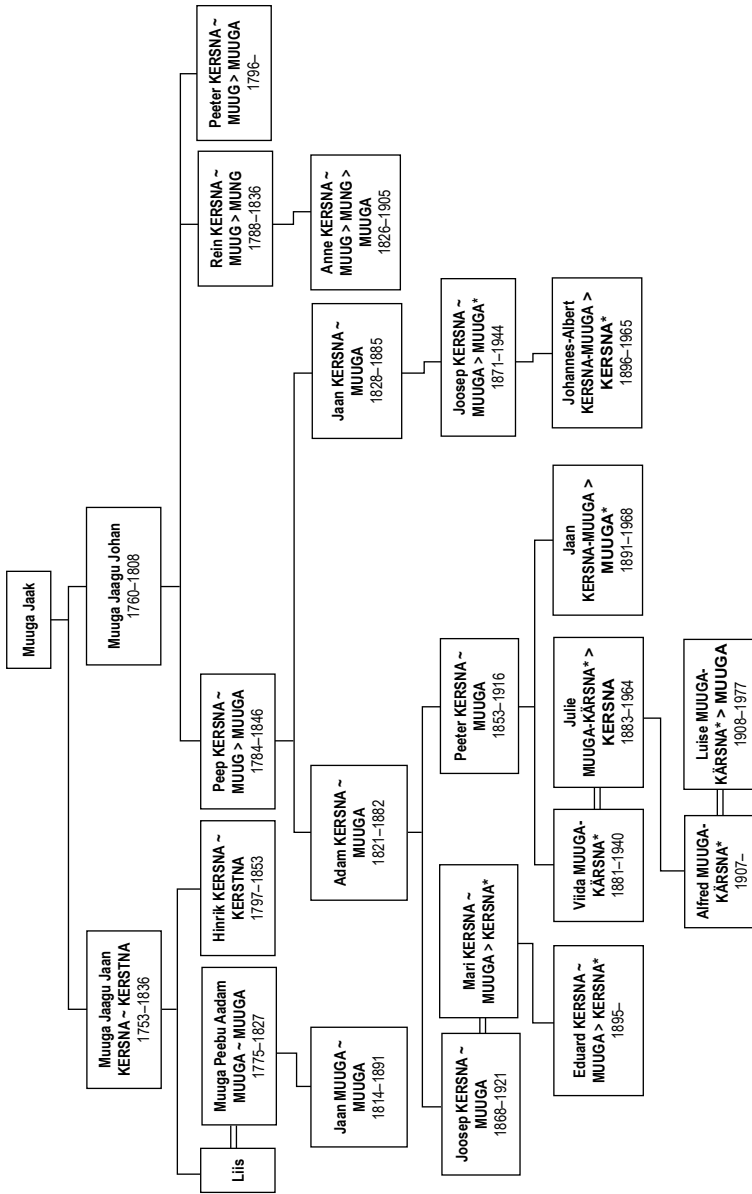 Muuga Jaak
Muuga Jaagu Jaan
KERSNA ~ KERSTNA
1753–1836
Muuga Jaagu Johan
1760–1808
Liis
Muuga Peebu Aadam
MUUGA ~ MUUGA
1775–1827
Hinrik KERSNA ~
KERSTNA
1797–1853
Peep KERSNA ~
MUUG > MUUGA
1784–1846
Rein KERSNA ~
MUUG > MUNG
1788–1836
Peeter KERSNA ~
MUUG > MUUGA
1796–
Jaan MUUGA ~
MUUGA
1814–1891
Adam KERSNA ~
MUUGA
1821–1882
Jaan KERSNA ~
MUUGA
1828–1885
Anne KERSNA ~
MUUG > MUNG >
MUUGA
1826–1905
Joosep KERSNA ~
MUUGA
1868–1921
Mari KERSNA ~
MUUGA > KERSNA*
Peeter KERSNA ~
MUUGA
1853–1916
Joosep KERSNA ~
MUUGA > MUUGA*
1871–1944
Eduard KERSNA ~
MUUGA > KERSNA*
1895–
Viida MUUGA-
KÄRSNA*
1881–1940
Julie
MUUGA-KÄRSNA* >
KERSNA
1883–1964
Jaan
KERSNA-MUUGA >
MUUGA*
1891–1968
Johannes-Albert
KERSNA-MUUGA >
KERSNA*
1896–1965
Alfred MUUGA-
KÄRSNA*
1907–
Luise MUUGA-
KÄRSNA* > MUUGA
1908–1977